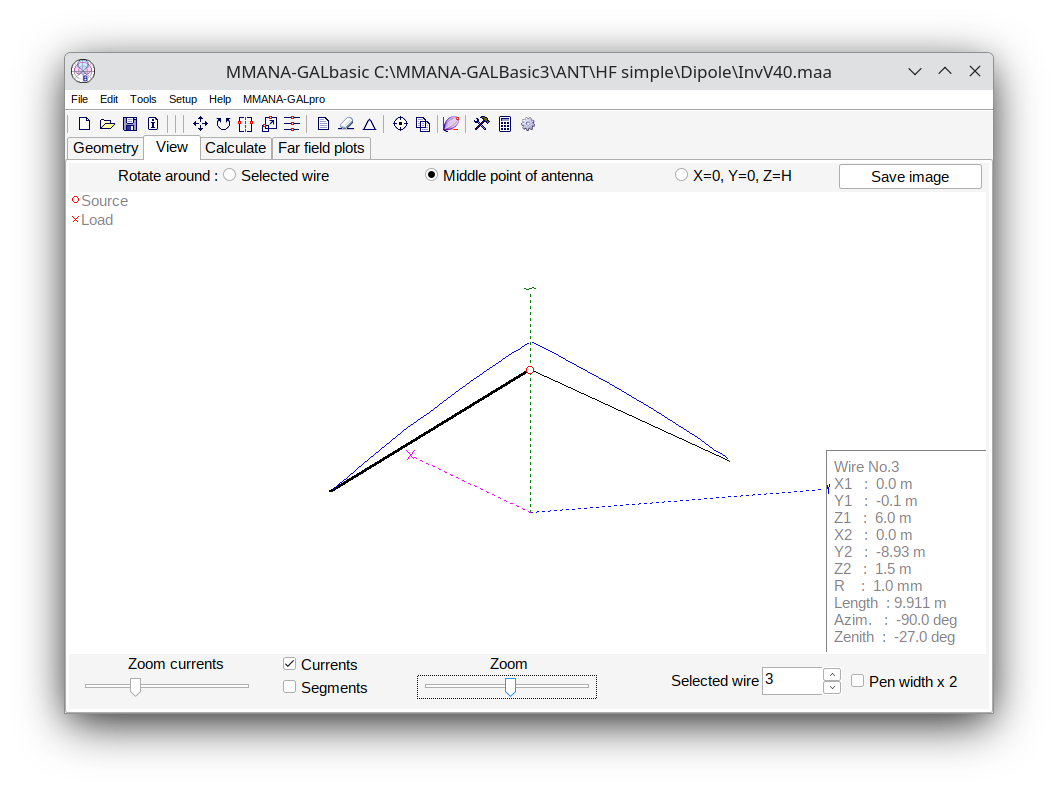 MMANA-GALbasic C:\MMANA-GALBasic3\ANT\HF simple\Dipole\InvV40.maa
File Edit Tools Setup Help MMANA-GALpro
Geometry View Calculate Far field plots
Rotate around : Selected wire Middle point of antenna X=0, Y=0, Z=H Save image
Source
Load
X
Wire No.3
X1 : 0.0 m
Y1 : -0.1 m
Z1 : 6.0 m
X2 : 0.0 m
Y2 : -8.93 m
Z2 : 1.5 m
R : 1.0 mm
Length : 9.911 m
Azim. : -90.0 deg
Zenith : -27.0 deg
Zoom currents Currents Zoom
Segments Selected wire 3 Pen width x 2